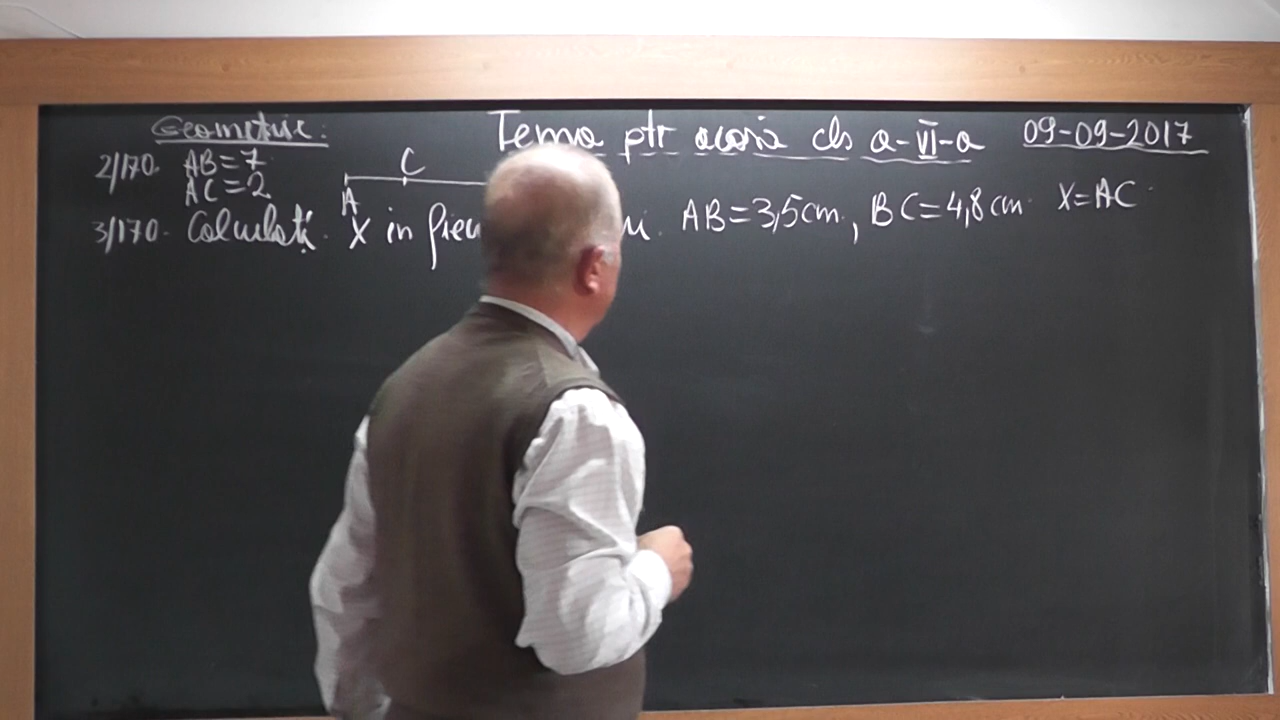 Geometrie:
Tema ptr acasă cls a-VI-a 09-09-2017
2/170. AB=7
AC=2
C
A
3/170. Calculați X în AB=3,5cm, BC=4,8cm X=AC